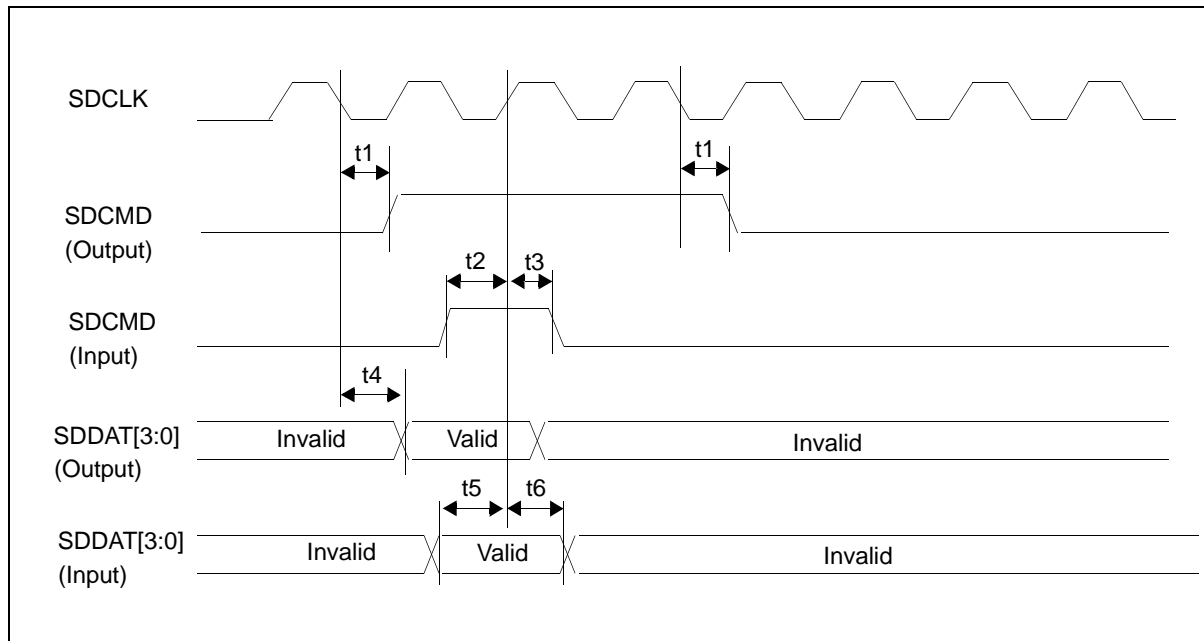 SDCLK
t1
t1
SDCMD
(Output)
t2
t3
SDCMD
(Input)
t4
SDDAT[3:0]
(Output)
Invalid
Valid
Invalid
t5
t6
SDDAT[3:0]
(Input)
Invalid
Valid
Invalid